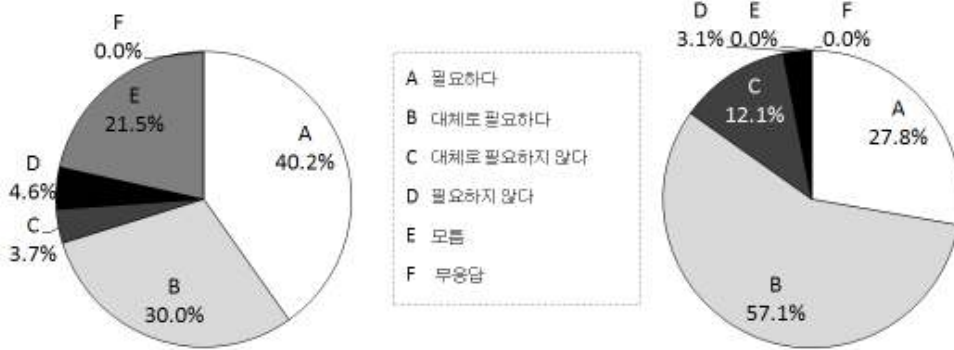 F
0.0%
E
21.5%
A
40.2%
D
4.6%
C
3.7%
B
30.0%
A 필요하다
B 대체로 필요하다
C 대체로 필요하지 않다
D 필요하지 않다
E 모름
F 무응답
D E F
3.1% 0.0% 0.0%
C
12.1%
A
27.8%
B
57.1%